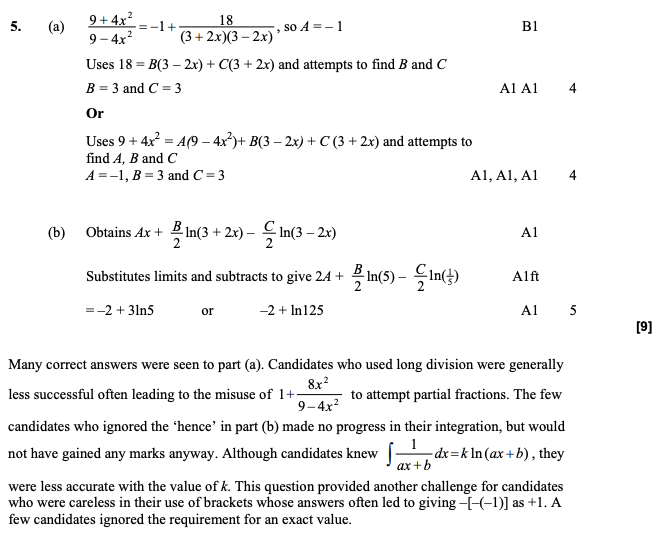 5. (a) \frac{9+4x^2}{9-4x^2} = -1 + \frac{18}{(3+2x)(3-2x)}, so A = – 1 B1
Uses 18 = B(3 – 2x) + C(3 + 2x) and attempts to find B and C
B = 3 and C = 3 A1 A1 4
Or
Uses 9 + 4x² = A(9 – 4x²)+ B(3 – 2x) + C (3 + 2x) and attempts to
find A, B and C
A = –1, B = 3 and C = 3 A1, A1, A1 4
(b) Obtains Ax + \frac{B}{2} ln(3 + 2x) – \frac{C}{2} ln(3 – 2x) A1
Substitutes limits and subtracts to give 2A + \frac{B}{2} ln(5) – \frac{C}{2} ln(\frac{1}{5}) A1ft
= –2 + 3ln5 or –2 + ln125 A1 5
[9]
Many correct answers were seen to part (a). Candidates who used long division were generally
less successful often leading to the misuse of 1+\frac{8x^2}{9-4x^2} to attempt partial fractions. The few
candidates who ignored the ‘hence’ in part (b) made no progress in their integration, but would
not have gained any marks anyway. Although candidates knew \int \frac{1}{ax+b} dx = k ln (ax + b) , they
were less accurate with the value of k. This question provided another challenge for candidates
who were careless in their use of brackets whose answers often led to giving –[–(–1)] as +1. A
few candidates ignored the requirement for an exact value.